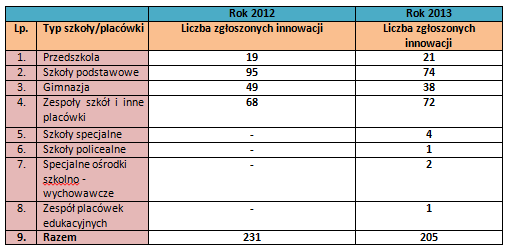 Rok 2012 Rok 2013
Lp. Typ szkoły/placówki Liczba zgłoszonych innowacji Liczba zgłoszonych
innowacji
1. Przedszkola 19 21
2. Szkoły podstawowe 95 74
3. Gimnazja 49 38
4. Zespoły szkół i inne 68 72
placówki
5. Szkoły specjalne - 4
6. Szkoły policealne - 1
7. Specjalne ośrodki - 2
szkolno -
wychowawcze
8. Zespół placówek - 1
edukacyjnych
9. Razem 231 205